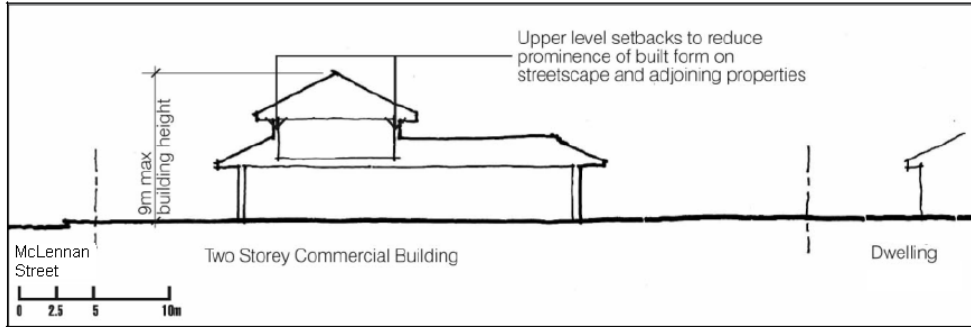 Upper level setbacks to reduce
prominence of built form on
streetscape and adjoining properties
9m max
building height
McLennan
Street
Two Storey Commercial Building
Dwelling
0 2.5 5 10m